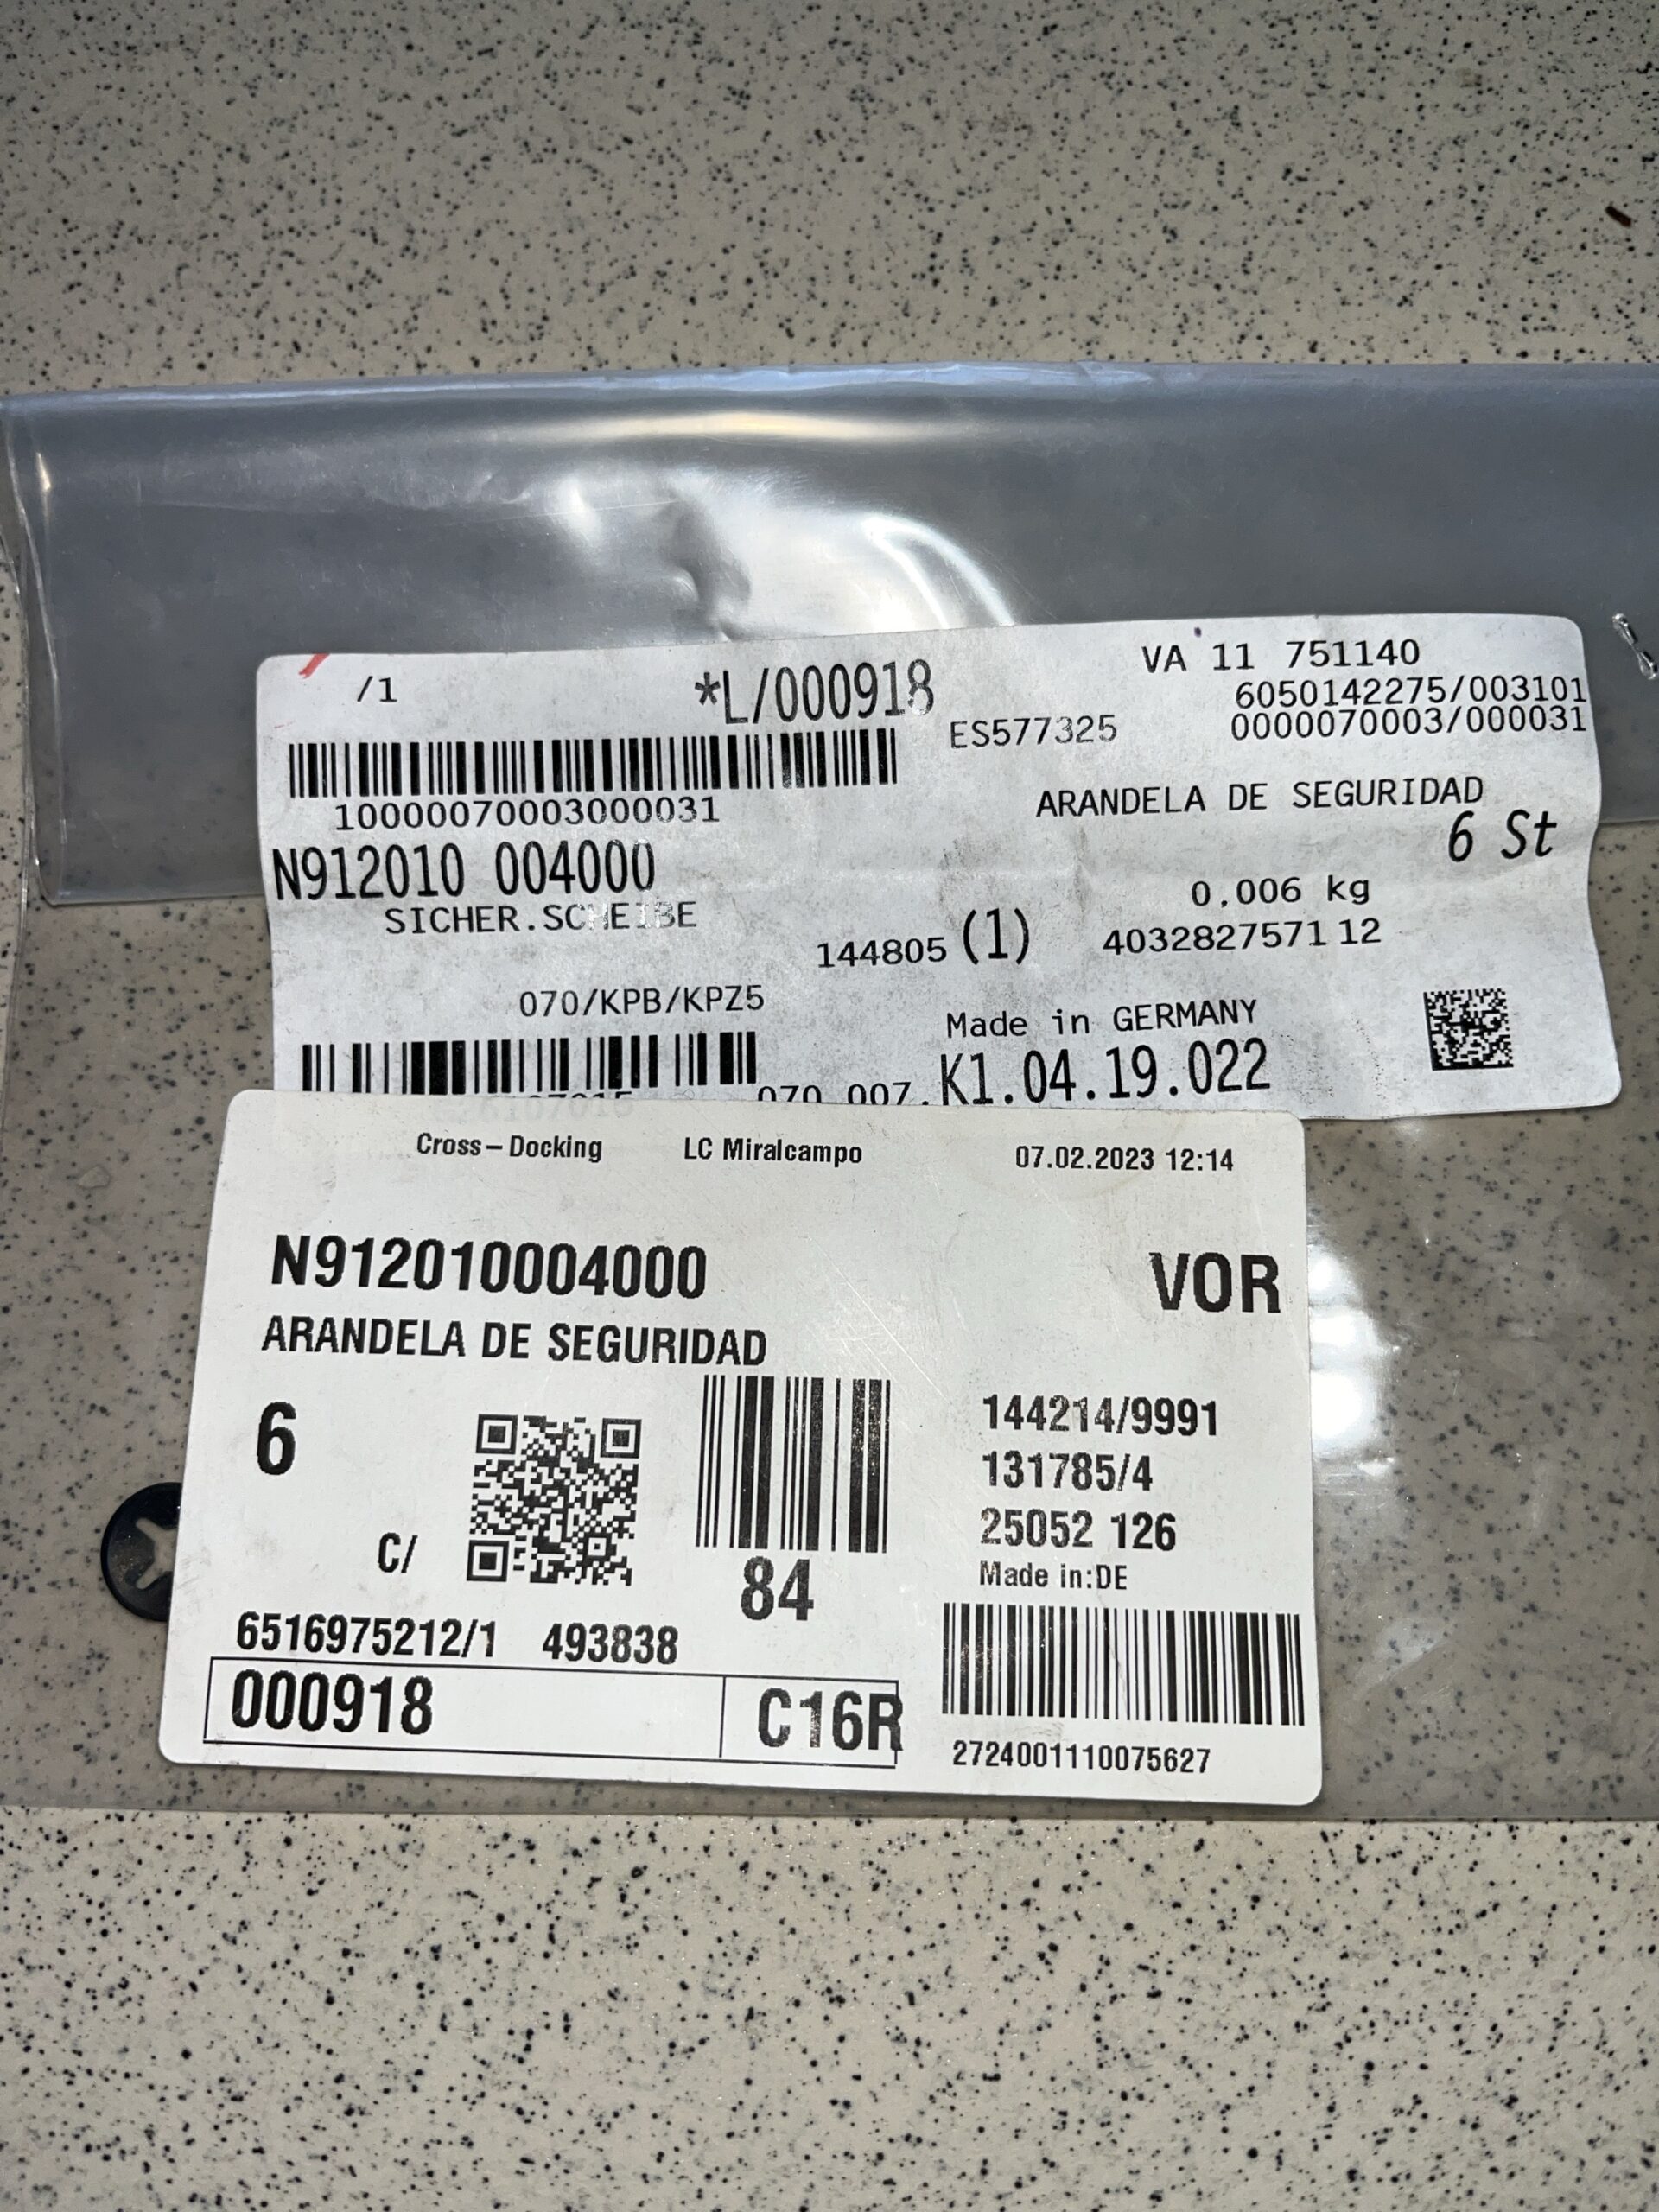 /1 *L/000918 VA 11 751140
6050142275/003101
ES577325 0000070003/000031
10000070003000031
ARANDELA DE SEGURIDAD
N912010 004000 6 St
SICHER.SCHEIBE 0.006 kg
144805 (1) 4032827571 12
070/KPB/KPZ5
Made in GERMANY
070 007. K1.04.19.022
Cross-Docking LC Miralcampo 07.02.2023 12:14
N912010004000 VOR
ARANDELA DE SEGURIDAD
6 144214/9991
131785/4
C/ 25052 126
84 Made in:DE
6516975212/1 493838
000918 C16R
2724001110075627